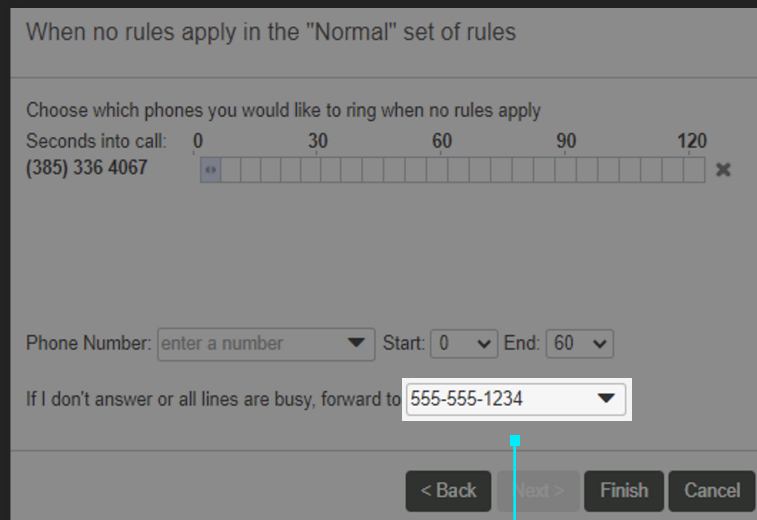 When no rules apply in the "Normal" set of rules
Choose which phones you would like to ring when no rules apply
Seconds into call: 0 30 60 90 120
(385) 336 4067
Phone Number: enter a number Start: 0 End: 60
If I don't answer or all lines are busy, forward to 555-555-1234
< Back Next > Finish Cancel